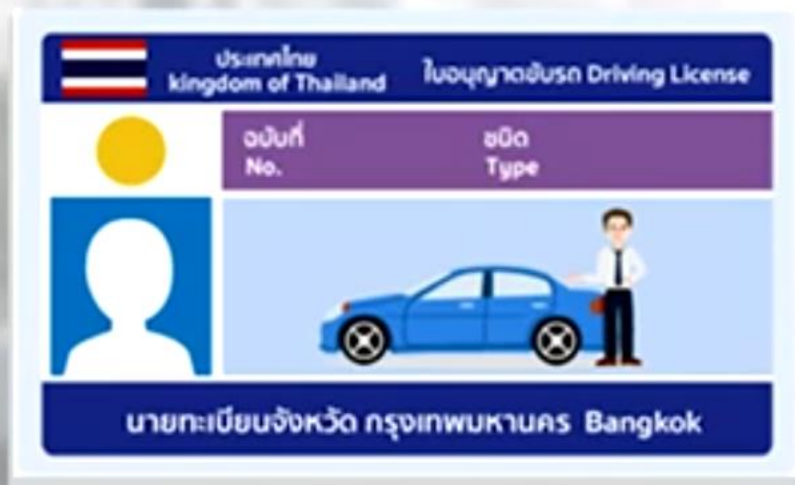 ประเทศไทย
kingdom of Thailand
ใบอนุญาตขับรถ Driving License
ฉบับที่
No.
ชนิด
Type
นายทะเบียนจังหวัด กรุงเทพมหานคร Bangkok